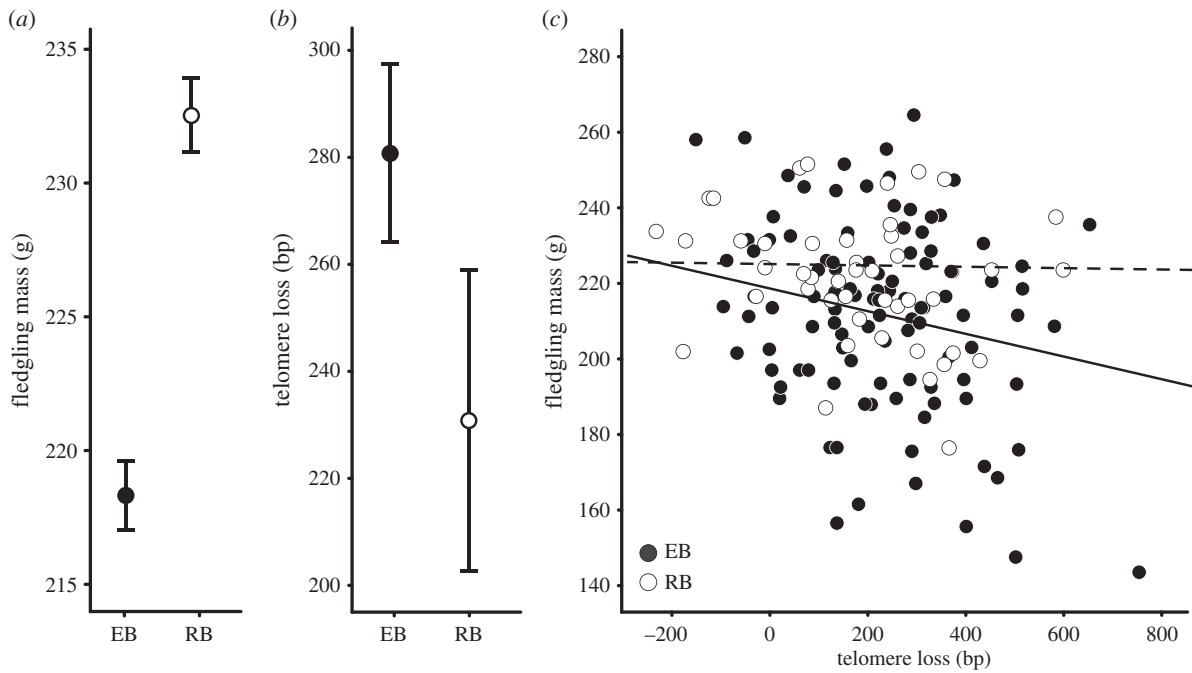 (a)
fledgling mass (g)
235
230
225
220
215
EB RB
(b)
telomere loss (bp)
300
280
260
240
220
200
EB RB
(c)
fledgling mass (g)
280
260
240
220
200
180
160
140
EB
RB
–200 0 200 400 600 800
telomere loss (bp)